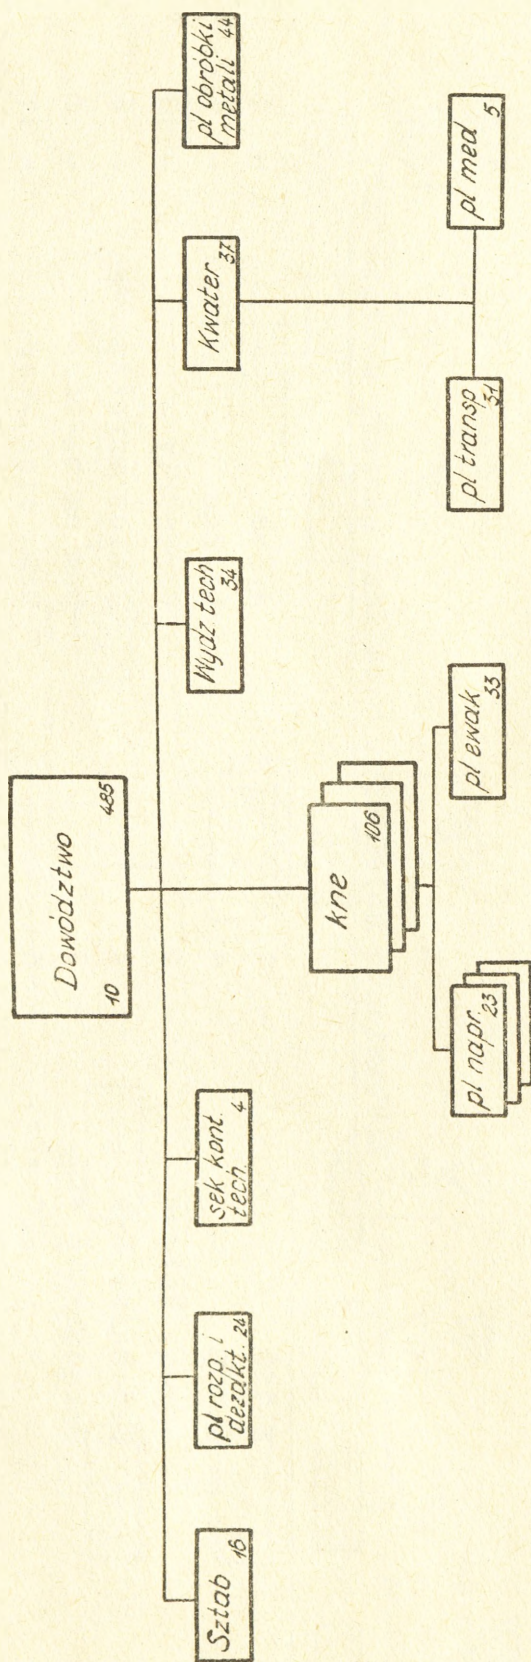 Dowództwo
10 485
Sztab
16
pl rozp. i
dezakt. 26
sek kont.
tech. 4
Wydz tech
34
Kwater
37
pl obróbki
metali 44
kne
106
pl napr.
23
pl ewak
33
pl transp
31
pl med
5